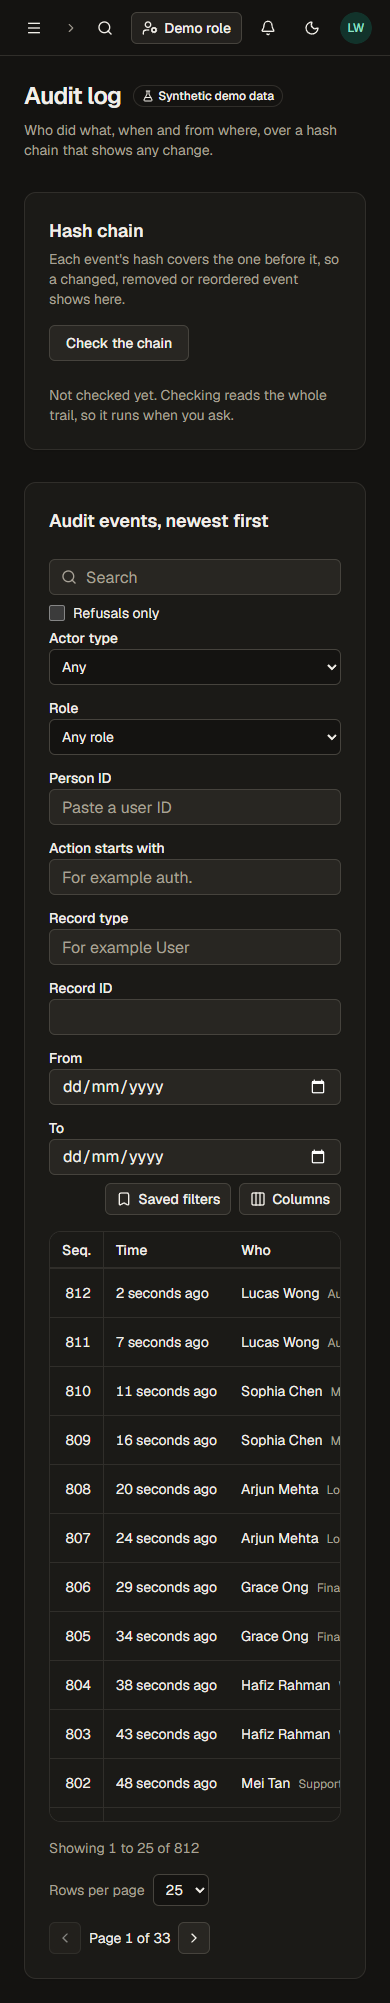 Demo role
LW
Audit log
Synthetic demo data
Who did what, when and from where, over a hash
chain that shows any change.
Hash chain
Each event's hash covers the one before it, so
a changed, removed or reordered event
shows here.
Check the chain
Not checked yet. Checking reads the whole
trail, so it runs when you ask.
Audit events, newest first
Search
Refusals only
Actor type
Any
Role
Any role
Person ID
Paste a user ID
Action starts with
For example auth.
Record type
For example User
Record ID
From
dd/mm/yyyy
To
dd/mm/yyyy
Saved filters
Columns
Seq. Time Who
812 2 seconds ago Lucas Wong
811 7 seconds ago Lucas Wong
810 11 seconds ago Sophia Chen
809 16 seconds ago Sophia Chen
808 20 seconds ago Arjun Mehta
807 24 seconds ago Arjun Mehta
806 29 seconds ago Grace Ong
805 34 seconds ago Grace Ong
804 38 seconds ago Hafiz Rahman
803 43 seconds ago Hafiz Rahman
802 48 seconds ago Mei Tan Support
Showing 1 to 25 of 812
Rows per page 25
Page 1 of 33